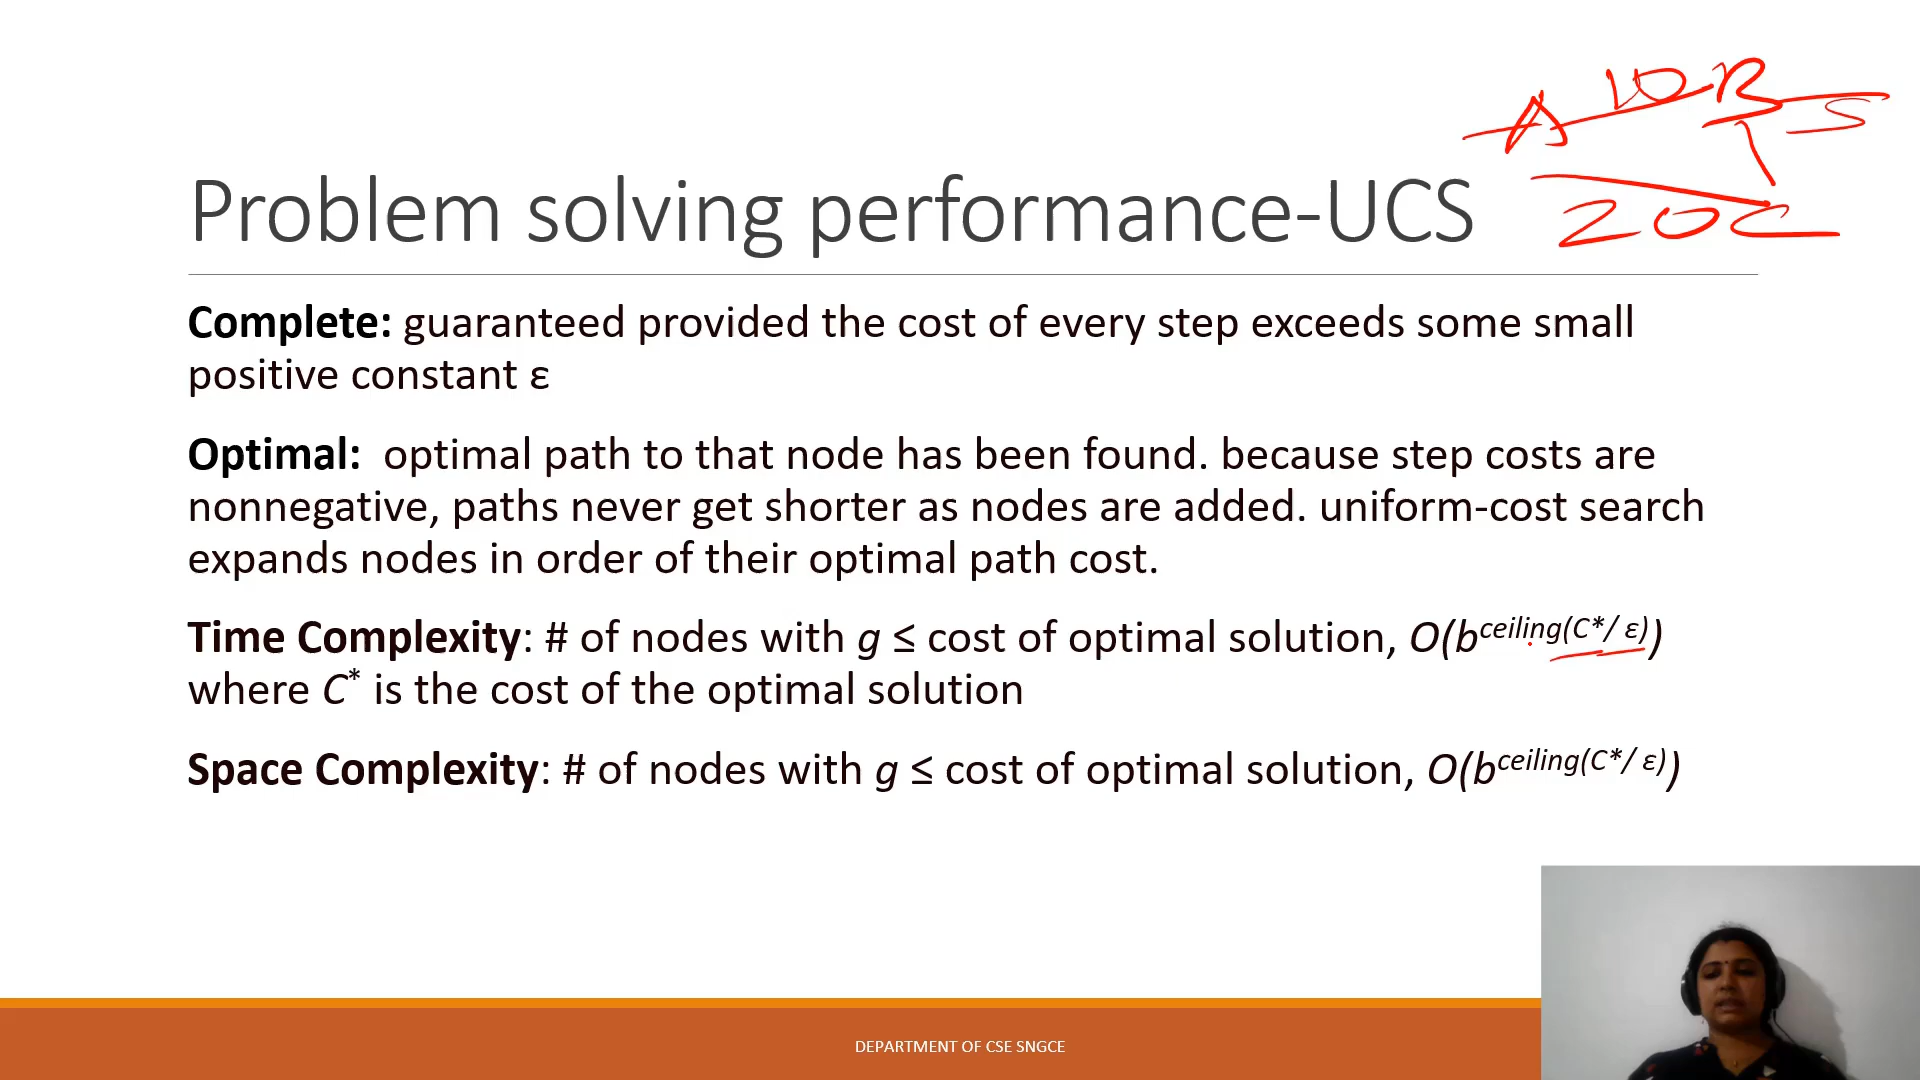 A 10 B
S
20 C
Problem solving performance-UCS
Complete: guaranteed provided the cost of every step exceeds some small
positive constant ε
Optimal: optimal path to that node has been found. because step costs are
nonnegative, paths never get shorter as nodes are added. uniform-cost search
expands nodes in order of their optimal path cost.
Time Complexity: # of nodes with g ≤ cost of optimal solution, O(b^ceiling(C*/ ε))
where C* is the cost of the optimal solution
Space Complexity: # of nodes with g ≤ cost of optimal solution, O(b^ceiling(C*/ ε))
DEPARTMENT OF CSE SNGCE